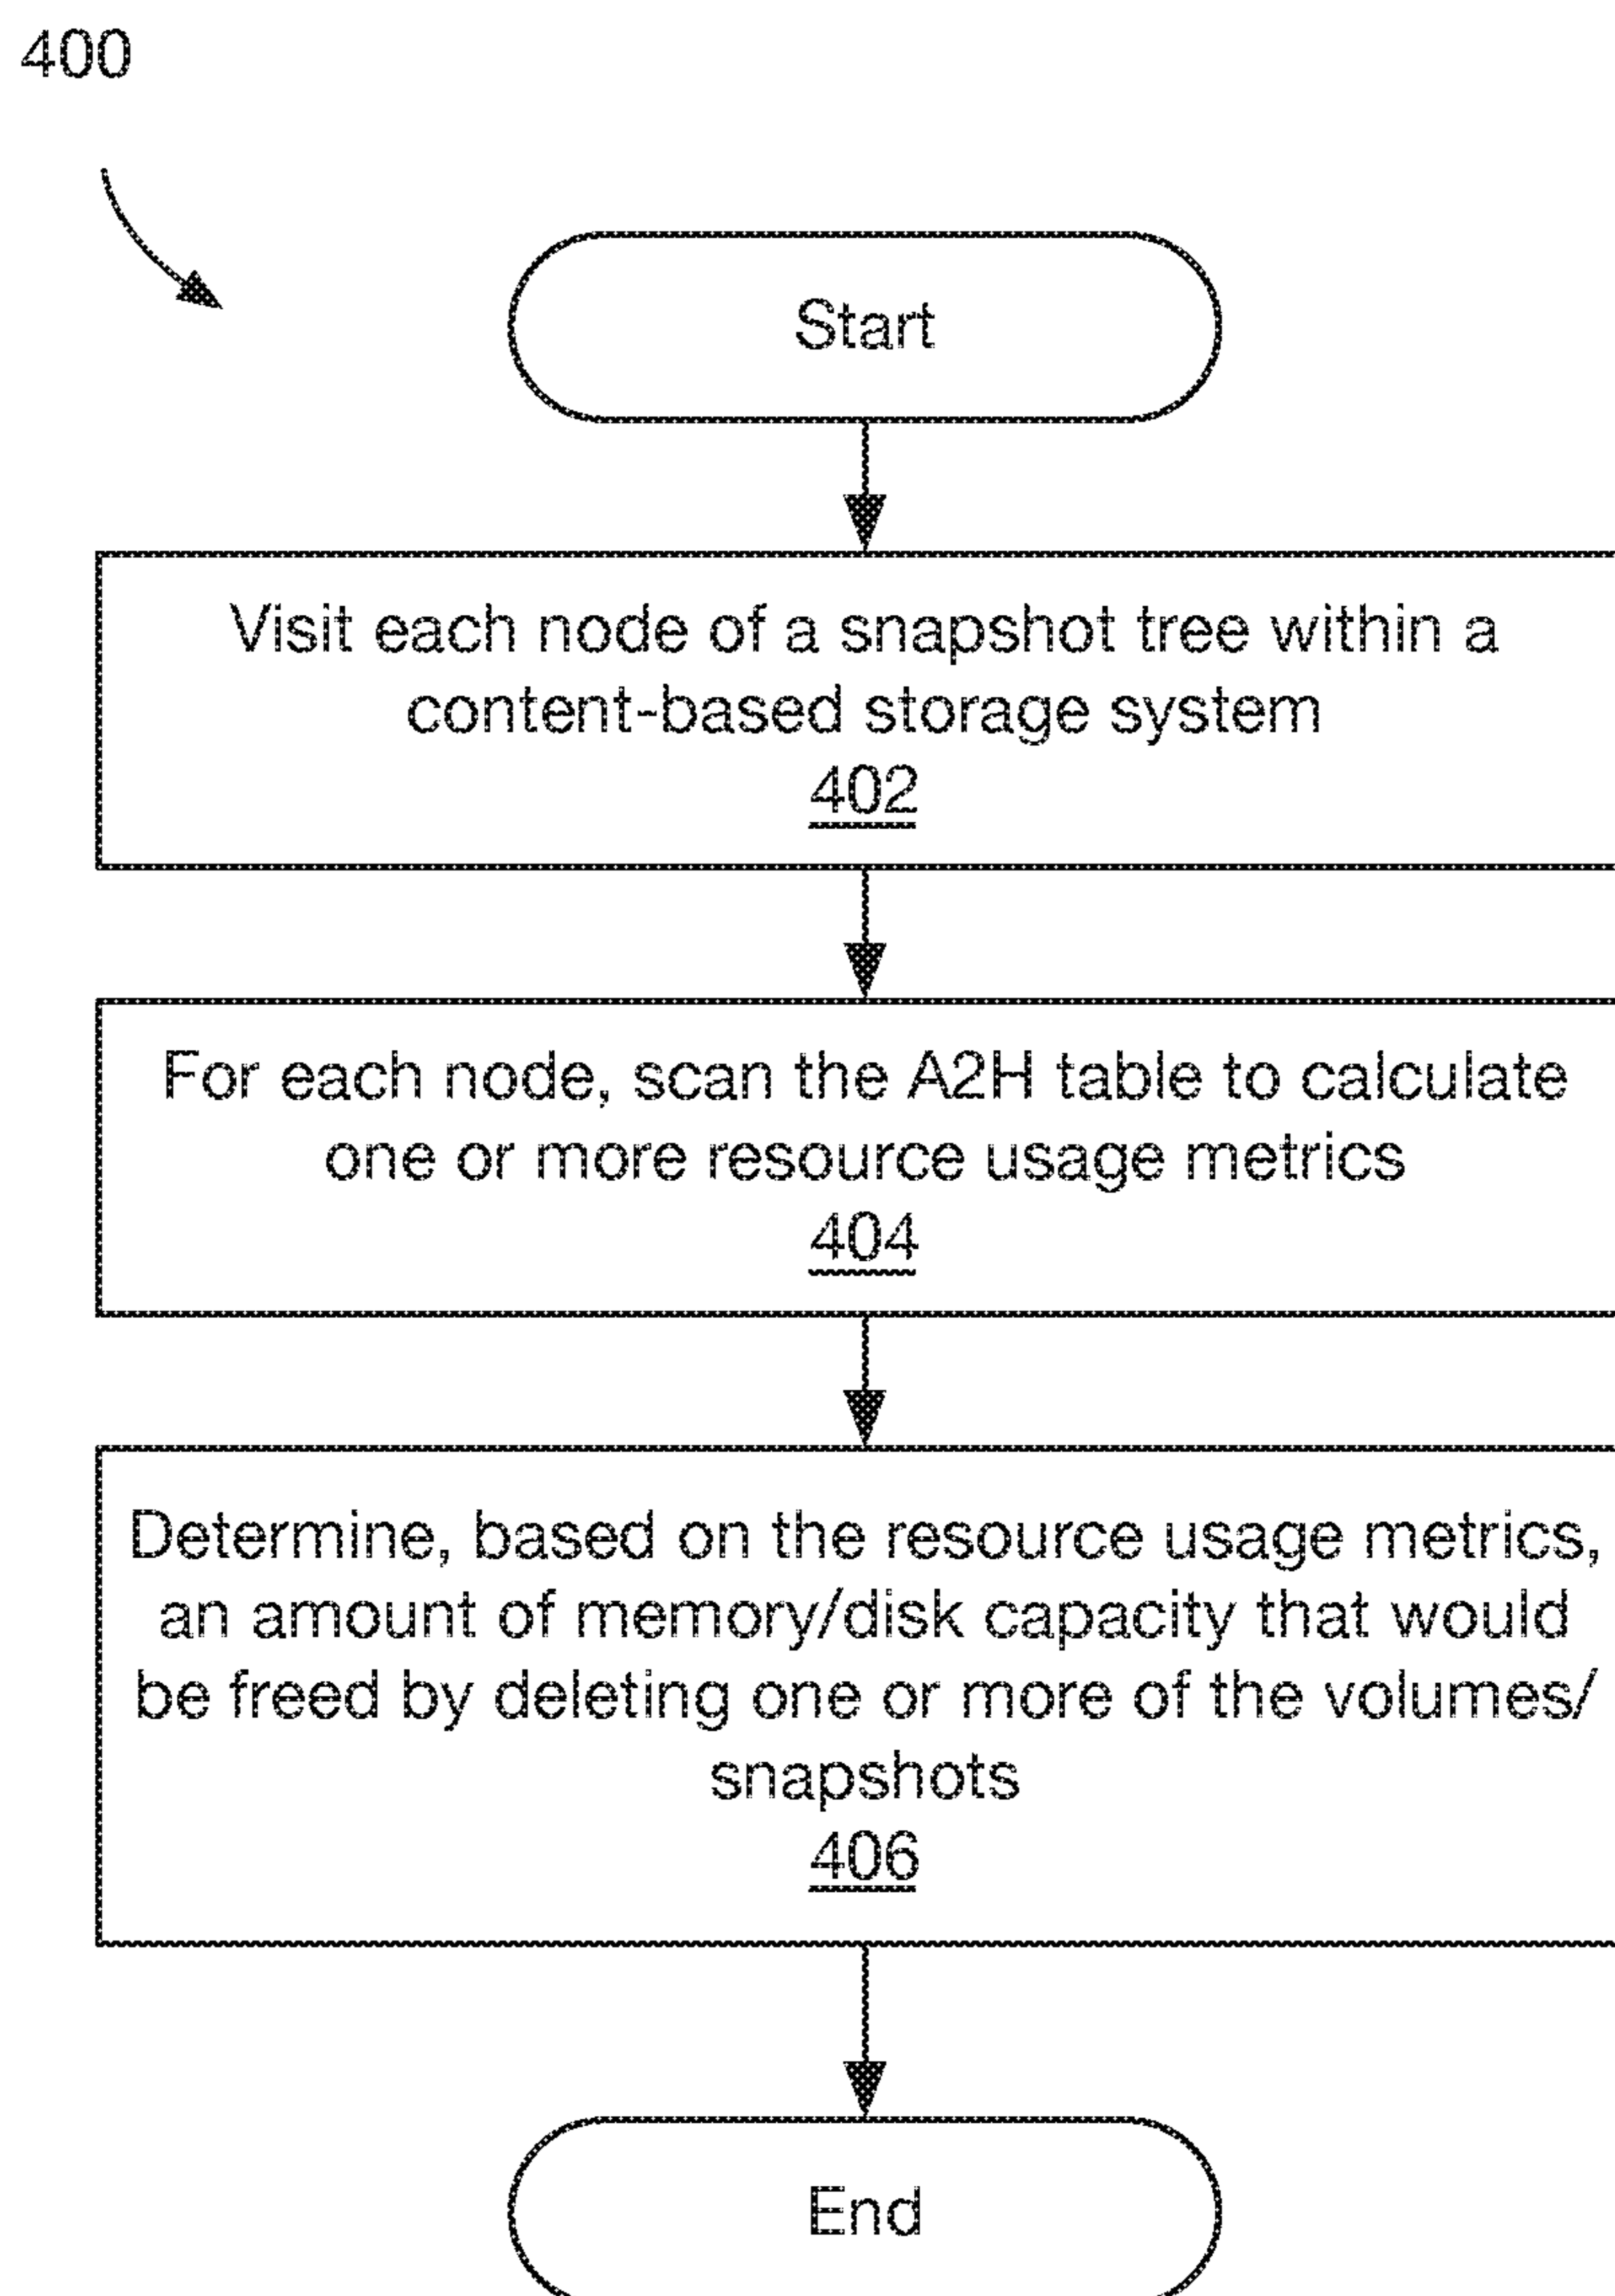 400
Start
Visit each node of a snapshot tree within a
content-based storage system
402
For each node, scan the A2H table to calculate
one or more resource usage metrics
404
Determine, based on the resource usage metrics,
an amount of memory/disk capacity that would
be freed by deleting one or more of the volumes/
snapshots
406
End